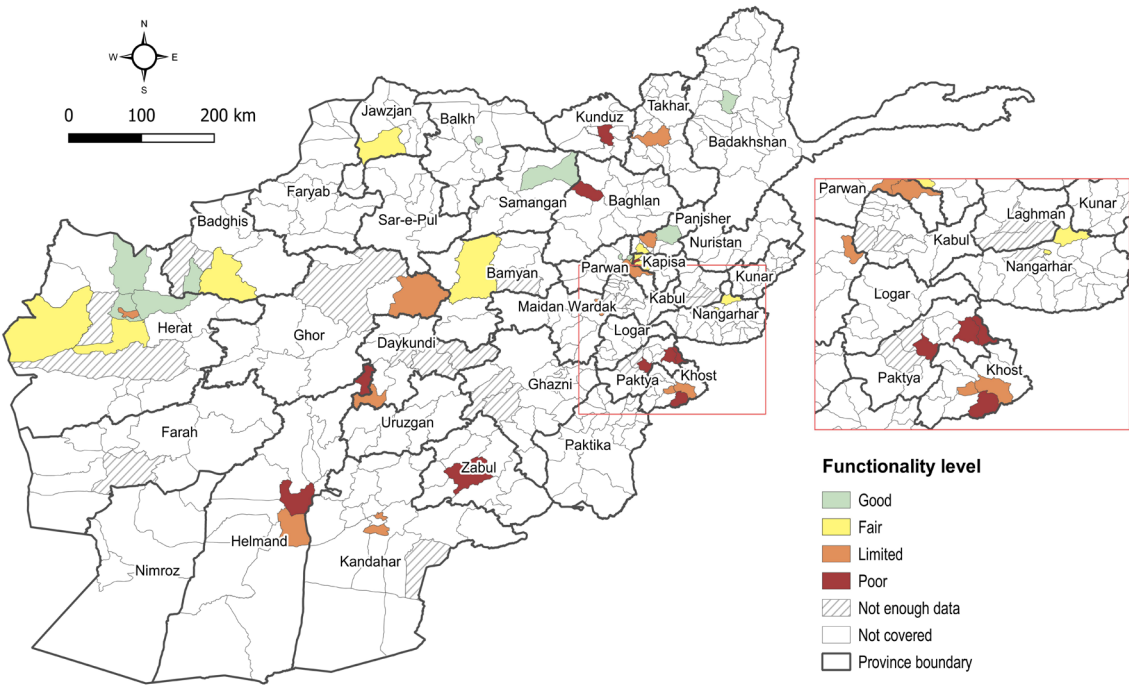 N
W E
S
0 100 200 km
Jawzjan
Balkh
Kunduz
Takhar
Badakhshan
Faryab
Samangan
Baghlan
Badghis
Sar-e-Pul
Panjsher
Nuristan
Bamyan
Parwan
Kapisa
Kunar
Herat
Ghor
Maidan Wardak
Kabul
Nangarhar
Logar
Daykundi
Khost
Ghazni
Paktya
Uruzgan
Farah
Paktika
Zabul
Helmand
Kandahar
Nimroz
Parwan
Laghman
Kunar
Kabul
Nangarhar
Logar
Khost
Paktya
Functionality level
Good
Fair
Limited
Poor
Not enough data
Not covered
Province boundary